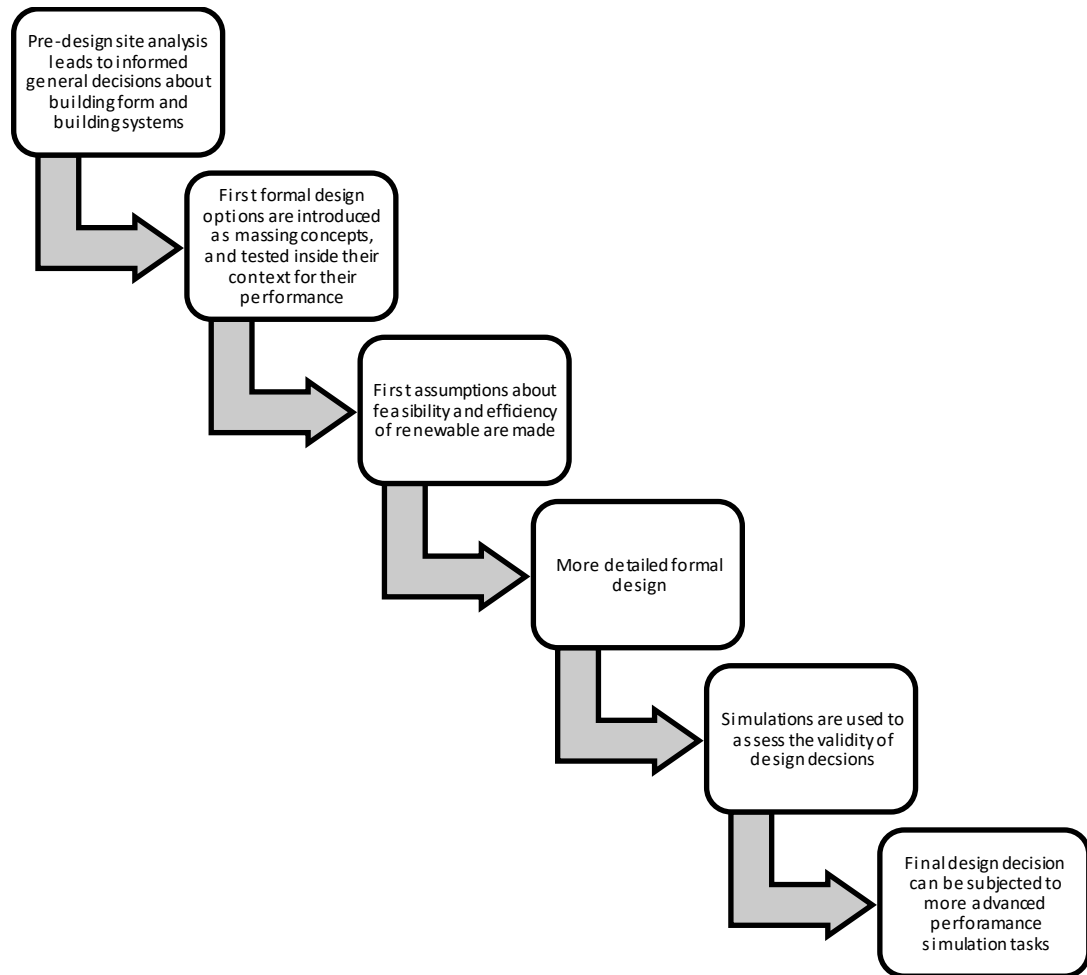 Pre-design site analysis
leads to informed
general decisions about
building form and
building systems
First formal design
options are introduced
as massing concepts,
and tested inside their
context for their
performance
First assumptions about
feasibility and efficiency
of renewable are made
More detailed formal
design
Simulations are used to
assess the validity of
design decsions
Final design decision
can be subjected to
more advanced
perforamance
simulation tasks